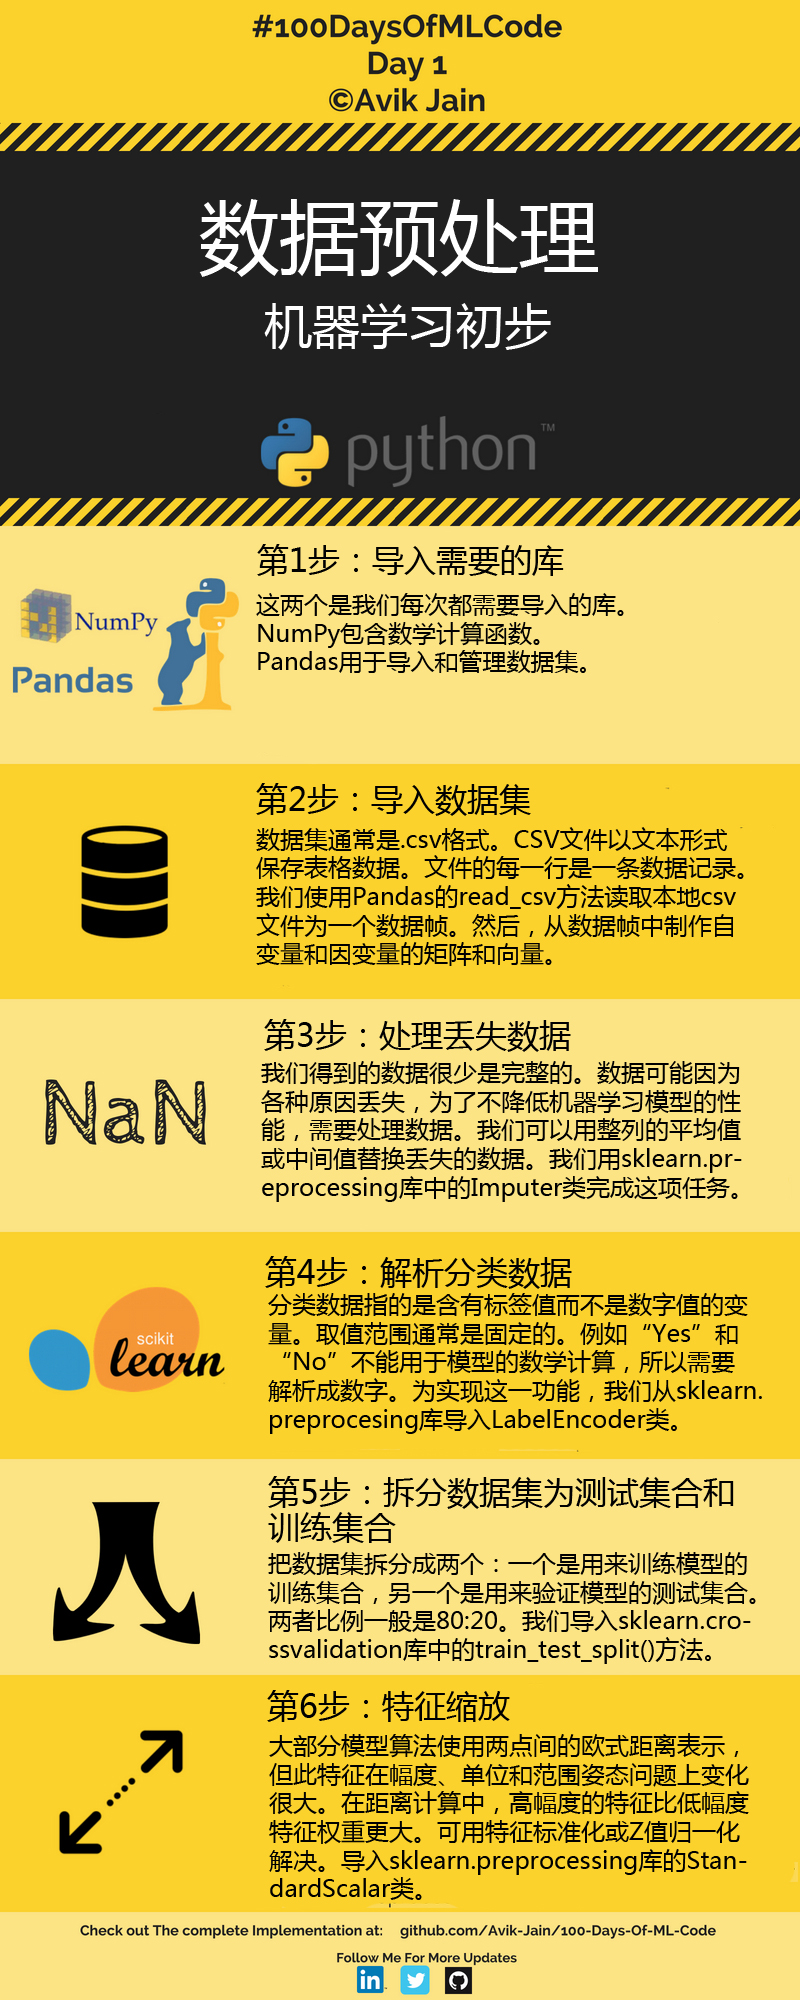 #100DaysOfMLCode
Day 1
©Avik Jain
数据预处理
机器学习初步
python™
第1步：导入需要的库
这两个是我们每次都需要导入的库。
NumPy包含数学计算函数。
Pandas用于导入和管理数据集。
NumPy
Pandas
第2步：导入数据集
数据集通常是.csv格式。CSV文件以文本形式
保存表格数据。文件的每一行是一条数据记录。
我们使用Pandas的read_csv方法读取本地csv
文件为一个数据帧。然后，从数据帧中制作自
变量和因变量的矩阵和向量。
第3步：处理丢失数据
我们得到的数据很少是完整的。数据可能因为
各种原因丢失，为了不降低机器学习模型的性
能，需要处理数据。我们可以用整列的平均值
或中间值替换丢失的数据。我们用sklearn.pr-
eprocessing库中的Imputer类完成这项任务。
NaN
第4步：解析分类数据
分类数据指的是含有标签值而不是数字值的变
量。取值范围通常是固定的。例如“Yes”和
“No”不能用于模型的数学计算，所以需要
解析成数字。为实现这一功能，我们从sklearn.
preprocesing库导入LabelEncoder类。
scikit
learn
第5步：拆分数据集为测试集合和
训练集合
把数据集拆分成两个：一个是用来训练模型的
训练集合，另一个是用来验证模型的测试集合。
两者比例一般是80:20。我们导入sklearn.cro-
ssvalidation库中的train_test_split()方法。
第6步：特征缩放
大部分模型算法使用两点间的欧式距离表示，
但此特征在幅度、单位和范围姿态问题上变化
很大。在距离计算中，高幅度的特征比低幅度
特征权重更大。可用特征标准化或Z值归一化
解决。导入sklearn.preprocessing库的Stan-
dardScalar类。
Check out The complete Implementation at: github.com/Avik-Jain/100-Days-Of-ML-Code
Follow Me For More Updates
in